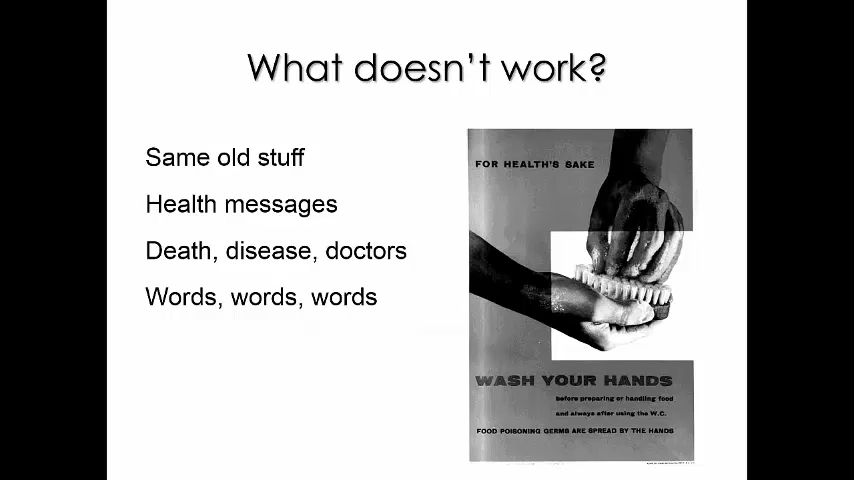 What doesn't work?
Same old stuff
Health messages
Death, disease, doctors
Words, words, words
FOR HEALTH'S SAKE
WASH YOUR HANDS
before preparing or handling food
and always after using the W.C.
FOOD POISONING GERMS ARE SPREAD BY THE HANDS